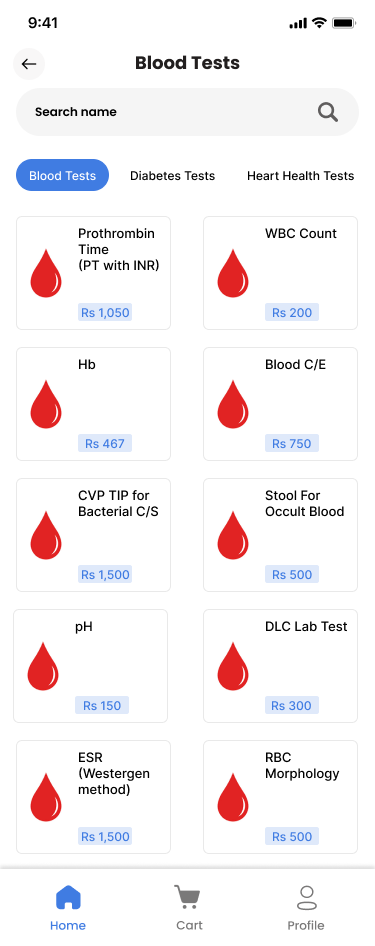 9:41
Blood Tests
Search name
Blood Tests
Diabetes Tests
Heart Health Tests
Prothrombin
Time
(PT with INR)
Rs 1,050
WBC Count
Rs 200
Hb
Rs 467
Blood C/E
Rs 750
CVP TIP for
Bacterial C/S
Rs 1,500
Stool For
Occult Blood
Rs 500
pH
Rs 150
DLC Lab Test
Rs 300
ESR
(Westergen
method)
Rs 1,500
RBC
Morphology
Rs 500
Home
Cart
Profile